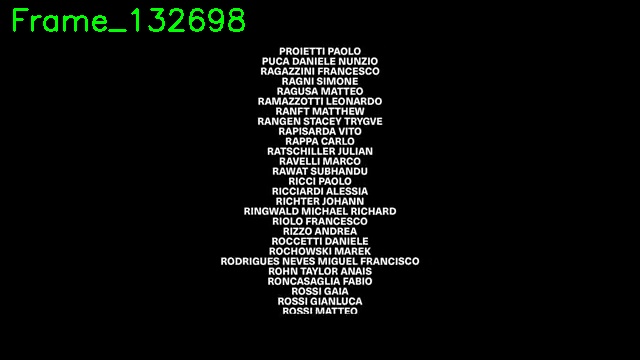 Frame_132698
PROIETTI PAOLO
PUCA DANIELE NUNZIO
RAGAZZINI FRANCESCO
RAGNI SIMONE
RAGUSA MATTEO
RAMAZZOTTI LEONARDO
RANFT MATTHEW
RANGEN STACEY TRYGVE
RAPISARDA VITO
RAPPA CARLO
RATSCHILLER JULIAN
RAVELLI MARCO
RAWAT SUBHANDU
RICCI PAOLO
RICCIARDI ALESSIA
RICHTER JOHANN
RINGWALD MICHAEL RICHARD
RIOLO FRANCESCO
RIZZO ANDREA
ROCCETTI DANIELE
ROCHOWSKI MAREK
RODRIGUES NEVES MIGUEL FRANCISCO
ROHN TAYLOR ANAIS
RONCASAGLIA FABIO
ROSSI GAIA
ROSSI GIANLUCA
ROSSI MATTEO